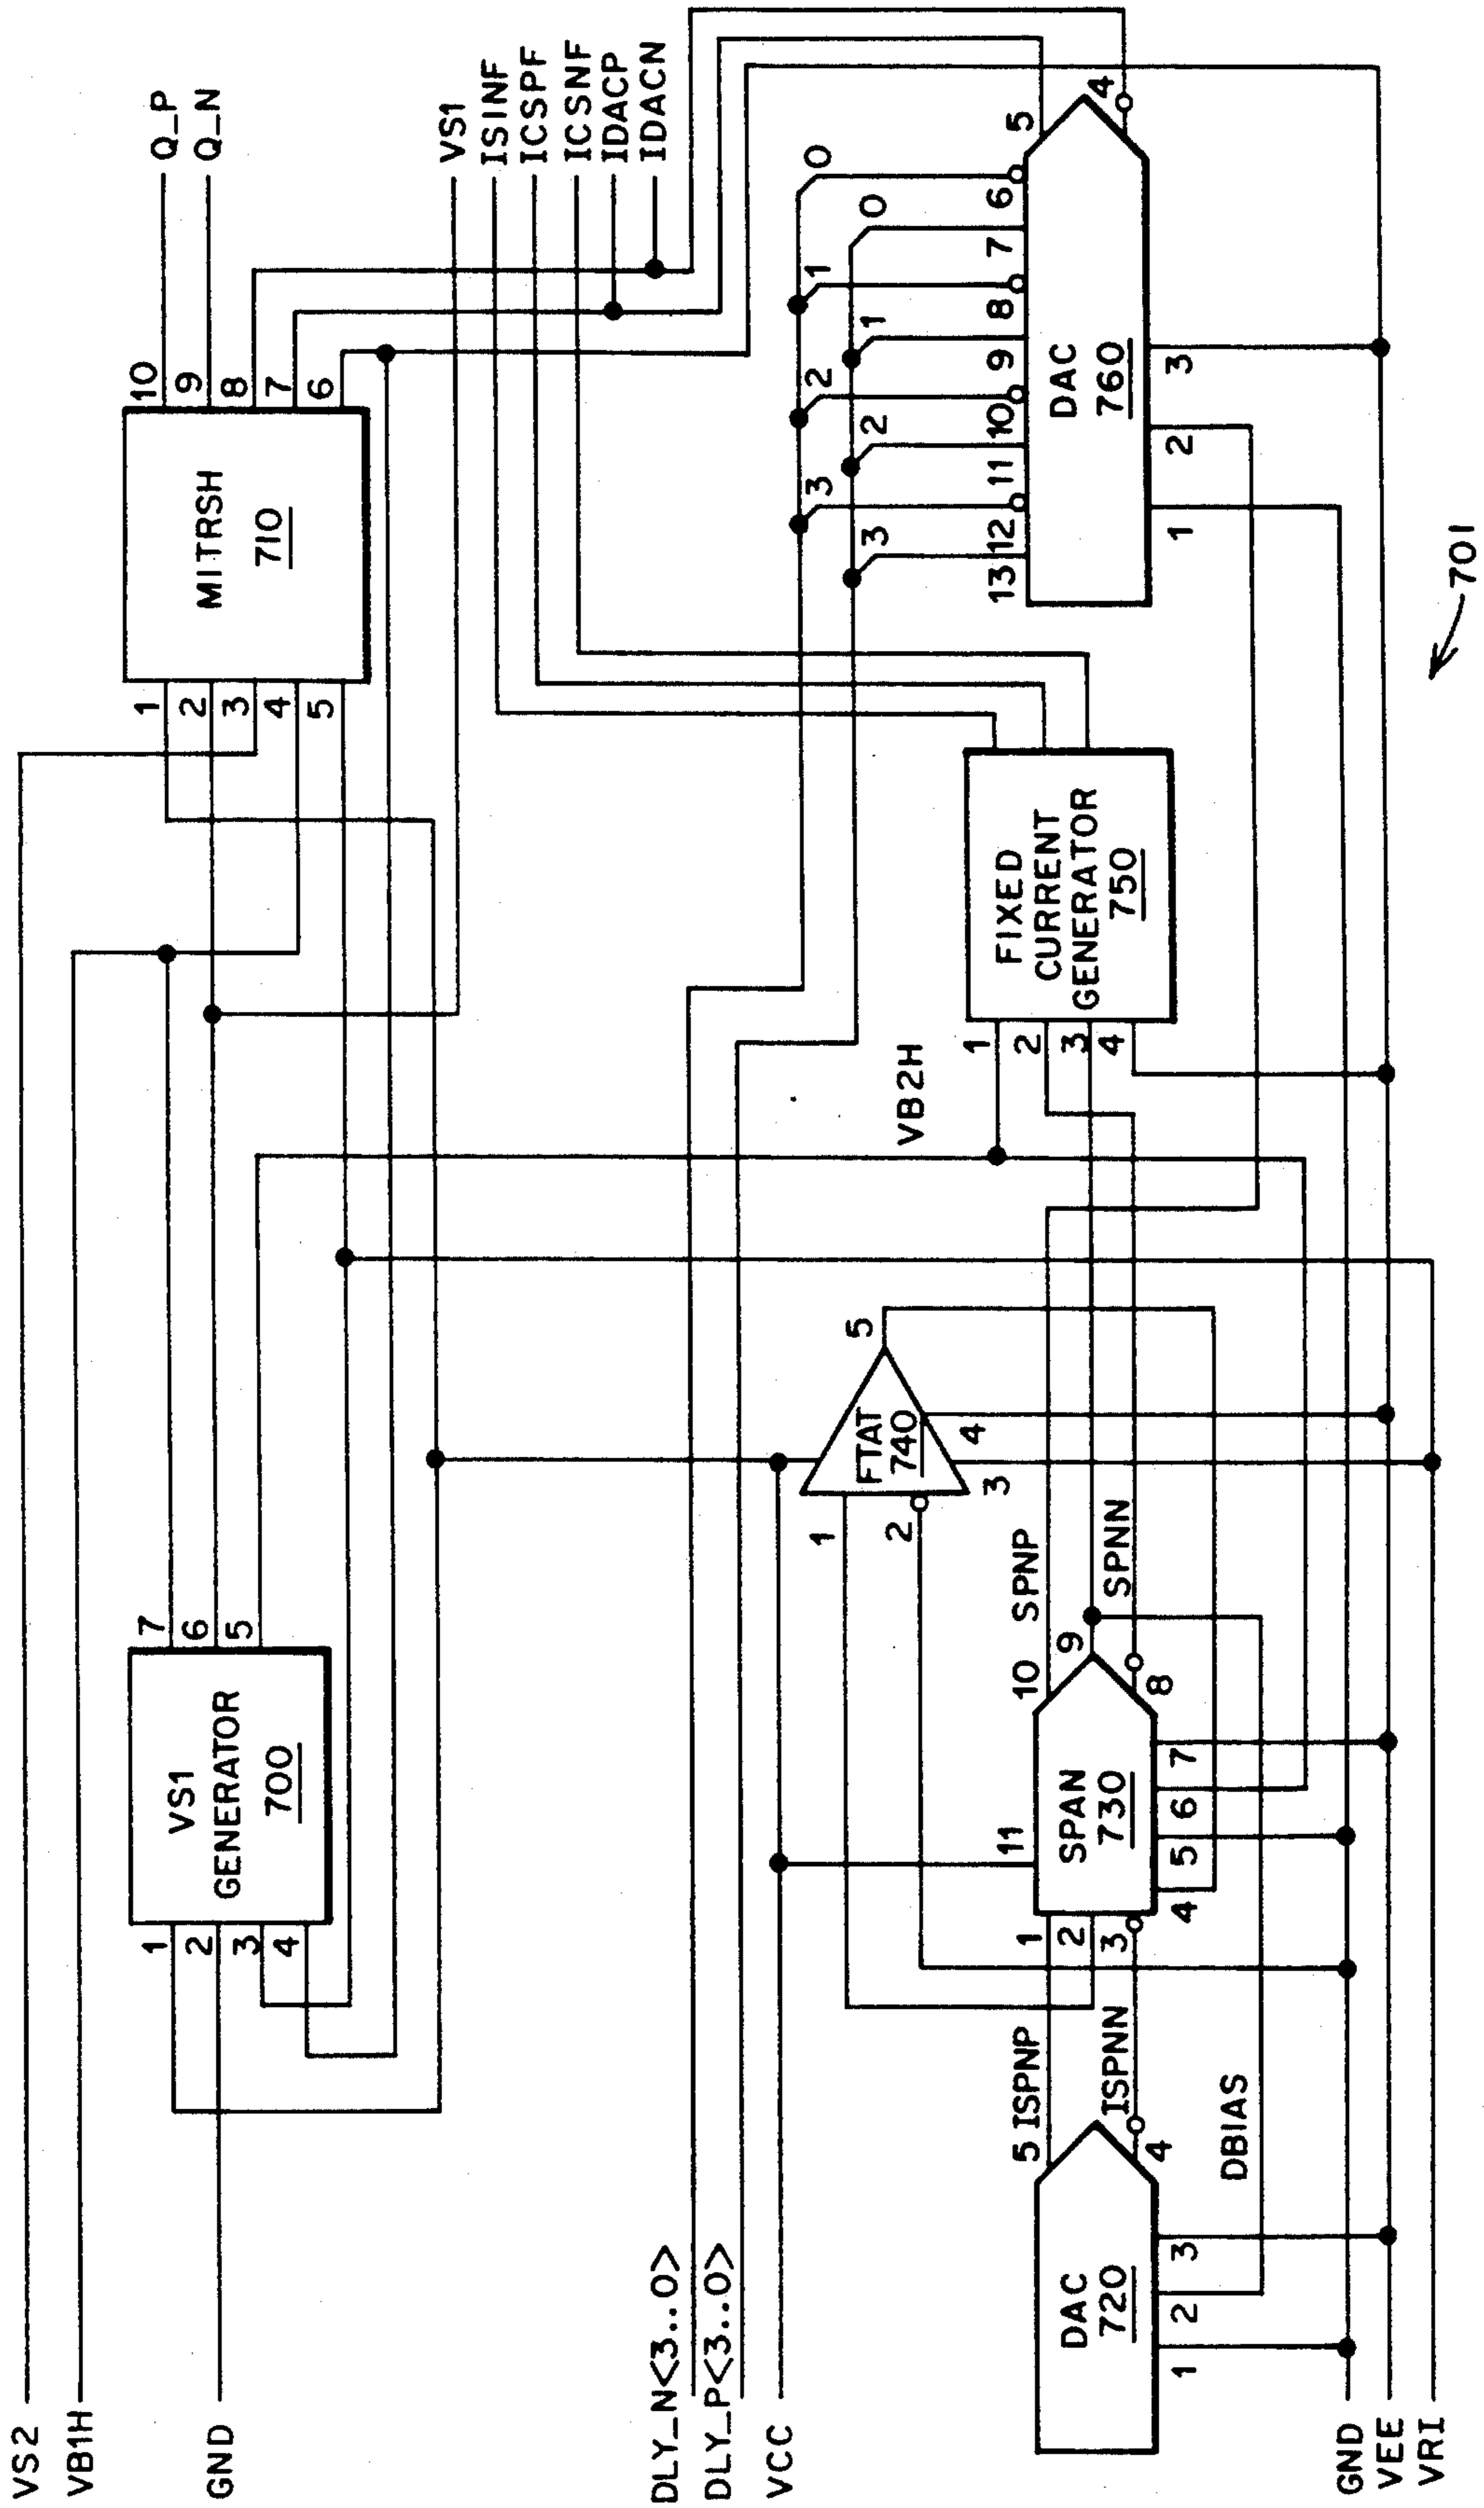 VS2
VB1H
GND
VS1
GENERATOR
700
1
2
3
4
7
6
5
MITRSH
710
1
2
3
4
5
10
9
8
7
6
Q_P
Q_N
VS1
ISINF
ICSPF
ICSNF
IDACP
IDACN
DLY_N<3..0>
DLY_P<3..0>
VCC
FTAT
740
1
2
3
4
5
VB2H
3
2
1
0
3
2
1
0
DAC
720
1
2
3
4
5
ISPNP
ISPNN
DBIAS
SPAN
730
1
2
3
4
5
6
7
8
9
10
11
SPNP
SPNN
FIXED
CURRENT
GENERATOR
750
1
2
3
4
DAC
760
13
12
11
10
9
8
7
6
5
4
1
2
3
GND
VEE
VRI
701